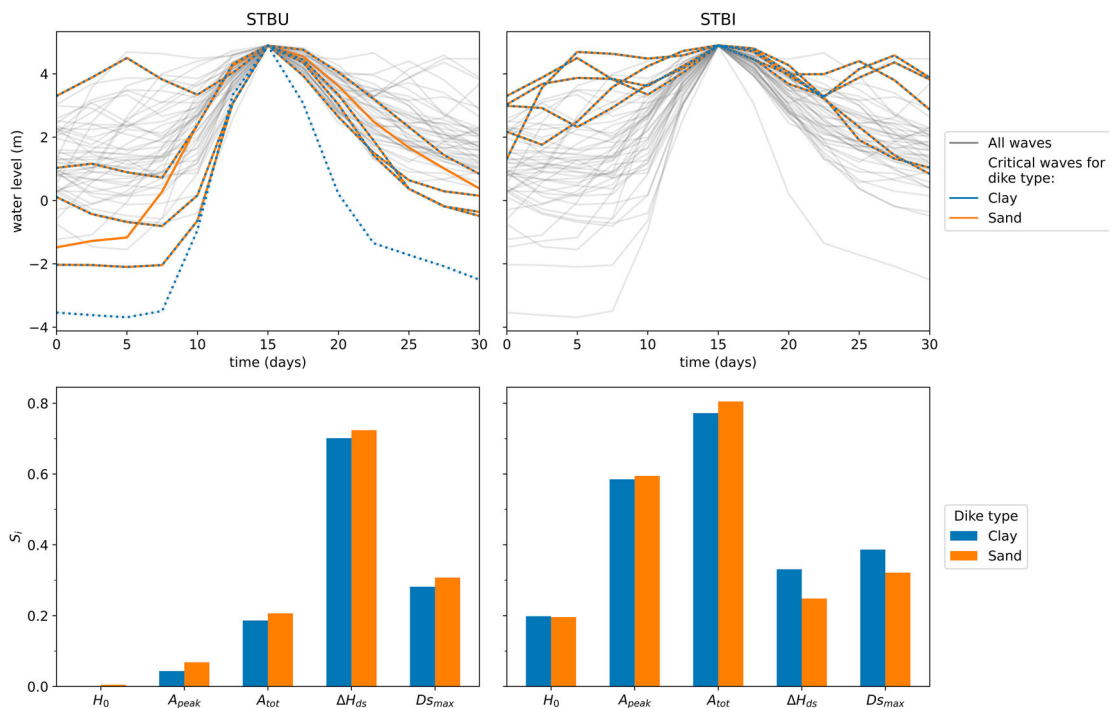 STBU
STBI
water level (m)
4
2
0
−2
−4
0 5 10 15 20 25 30
time (days)
0 5 10 15 20 25 30
time (days)
All waves
Critical waves for
dike type:
Clay
Sand
S_i
0.8
0.6
0.4
0.2
0.0
H_0 A_peak A_tot ΔH_ds Ds_max
H_0 A_peak A_tot ΔH_ds Ds_max
Dike type
Clay
Sand